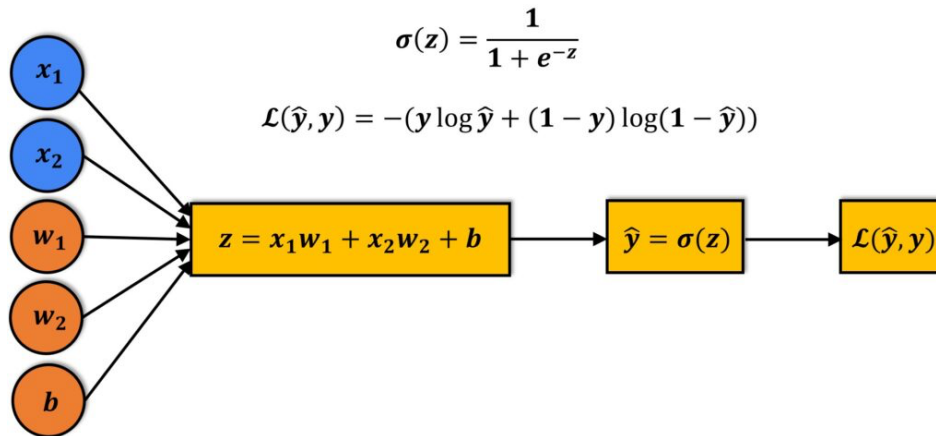 σ(z) = 1 / (1 + e^{-z})
ℒ(ŷ, y) = −(y log ŷ + (1 − y) log(1 − ŷ))
x₁
x₂
w₁
w₂
b
z = x₁w₁ + x₂w₂ + b
ŷ = σ(z)
ℒ(ŷ, y)